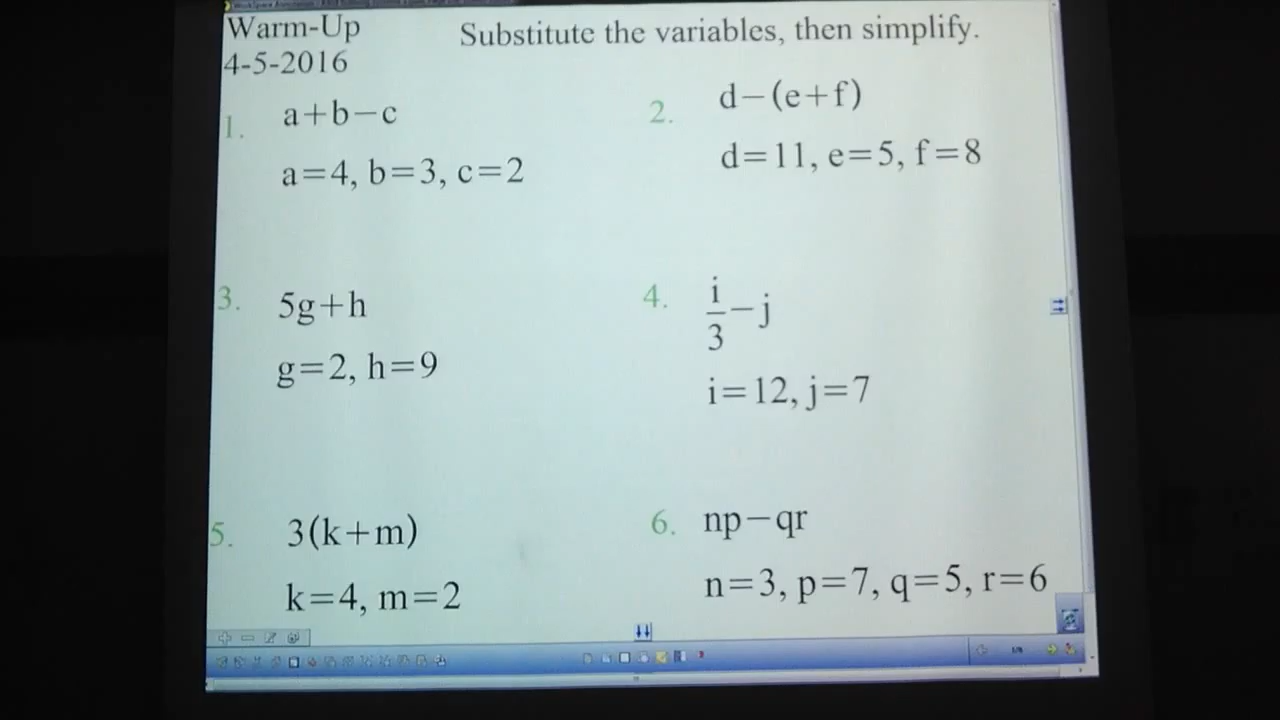 Warm-Up
4-5-2016
Substitute the variables, then simplify.
1. a+b−c
a=4, b=3, c=2
2. d−(e+f)
d=11, e=5, f=8
3. 5g+h
g=2, h=9
4. i/3−j
i=12, j=7
5. 3(k+m)
k=4, m=2
6. np−qr
n=3, p=7, q=5, r=6